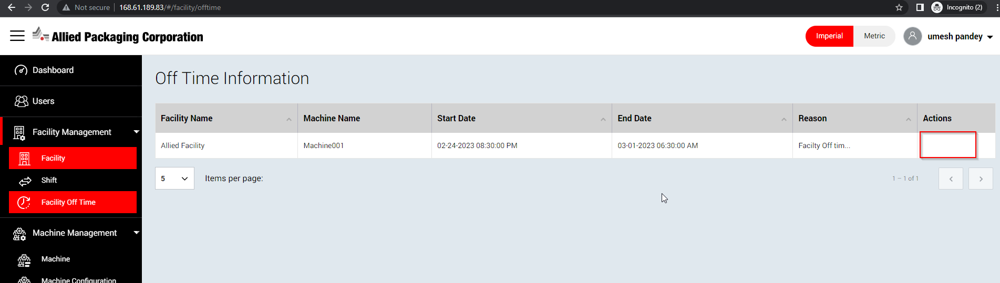 Not secure | 168.61.189.83/#/facility/offtime
Incognito (2)
Allied Packaging Corporation
Imperial
Metric
umesh pandey
Dashboard
Users
Facility Management
Facility
Shift
Facility Off Time
Machine Management
Machine
Machine Configuration
Off Time Information
Facility Name Machine Name Start Date End Date Reason Actions
Allied Facility Machine001 02-24-2023 08:30:00 PM 03-01-2023 06:30:00 AM Facilty Off tim...
5 Items per page: 1 – 1 of 1